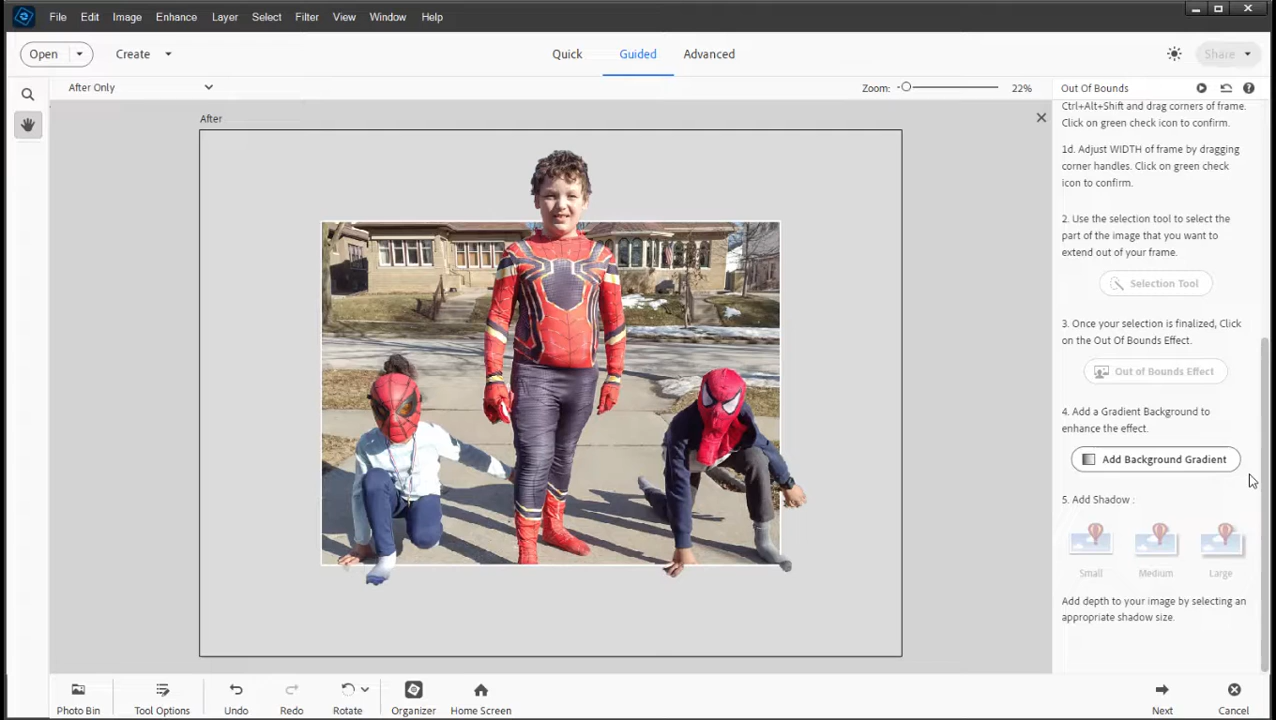 File Edit Image Enhance Layer Select Filter View Window Help
Open Create Quick Guided Advanced Share
After Only Zoom: 22% Out Of Bounds
After
Ctrl+Alt+Shift and drag corners of frame.
Click on green check icon to confirm.
1d. Adjust WIDTH of frame by dragging
corner handles. Click on green check
icon to confirm.
2. Use the selection tool to select the
part of the image that you want to
extend out of your frame.
Selection Tool
3. Once your selection is finalized, Click
on the Out Of Bounds Effect.
Out of Bounds Effect
4. Add a Gradient Background to
enhance the effect.
Add Background Gradient
5. Add Shadow :
Small Medium Large
Add depth to your image by selecting an
appropriate shadow size.
Photo Bin Tool Options Undo Redo Rotate Organizer Home Screen Next Cancel